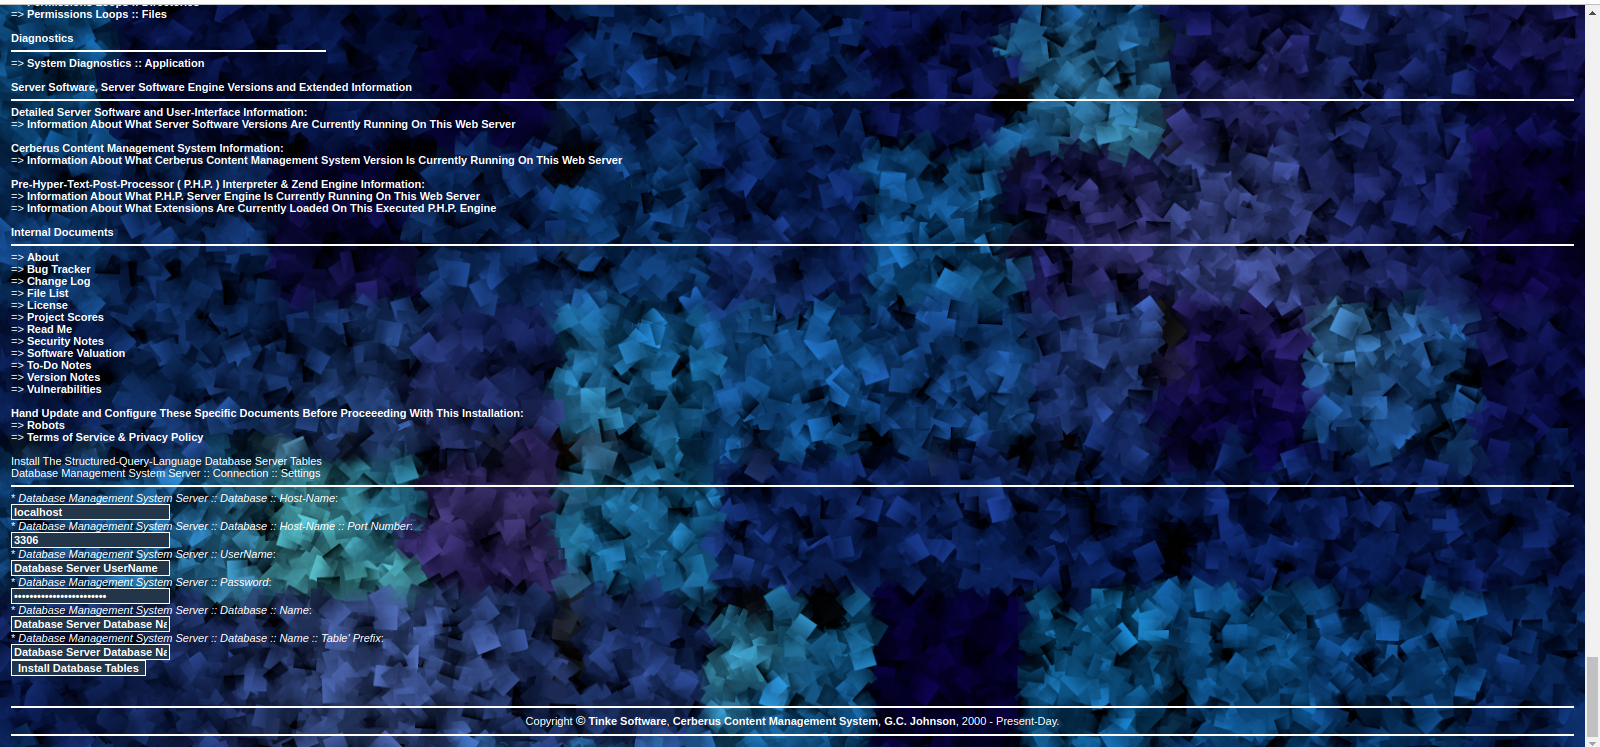 => Permissions Loops :: Directories
=> Permissions Loops :: Files
Diagnostics
=> System Diagnostics :: Application
Server Software, Server Software Engine Versions and Extended Information
Detailed Server Software and User-Interface Information:
=> Information About What Server Software Versions Are Currently Running On This Web Server
Cerberus Content Management System Information:
=> Information About What Cerberus Content Management System Version Is Currently Running On This Web Server
Pre-Hyper-Text-Post-Processor ( P.H.P. ) Interpreter & Zend Engine Information:
=> Information About What P.H.P. Server Engine Is Currently Running On This Web Server
=> Information About What Extensions Are Currently Loaded On This Executed P.H.P. Engine
Internal Documents
=> About
=> Bug Tracker
=> Change Log
=> File List
=> License
=> Project Scores
=> Read Me
=> Security Notes
=> Software Valuation
=> To-Do Notes
=> Version Notes
=> Vulnerabilities
Hand Update and Configure These Specific Documents Before Proceeeding With This Installation:
=> Robots
=> Terms of Service & Privacy Policy
Install The Structured-Query-Language Database Server Tables
Database Management System Server :: Connection :: Settings
* Database Management System Server :: Database :: Host-Name:
localhost
* Database Management System Server :: Database :: Host-Name :: Port Number:
3306
* Database Management System Server :: UserName:
Database Server UserName
* Database Management System Server :: Password:
••••••••••••••••••••••••
* Database Management System Server :: Database :: Name:
Database Server Database Na
* Database Management System Server :: Database :: Name :: Table' Prefix:
Database Server Database Na
Install Database Tables
Copyright © Tinke Software, Cerberus Content Management System, G.C. Johnson, 2000 - Present-Day.